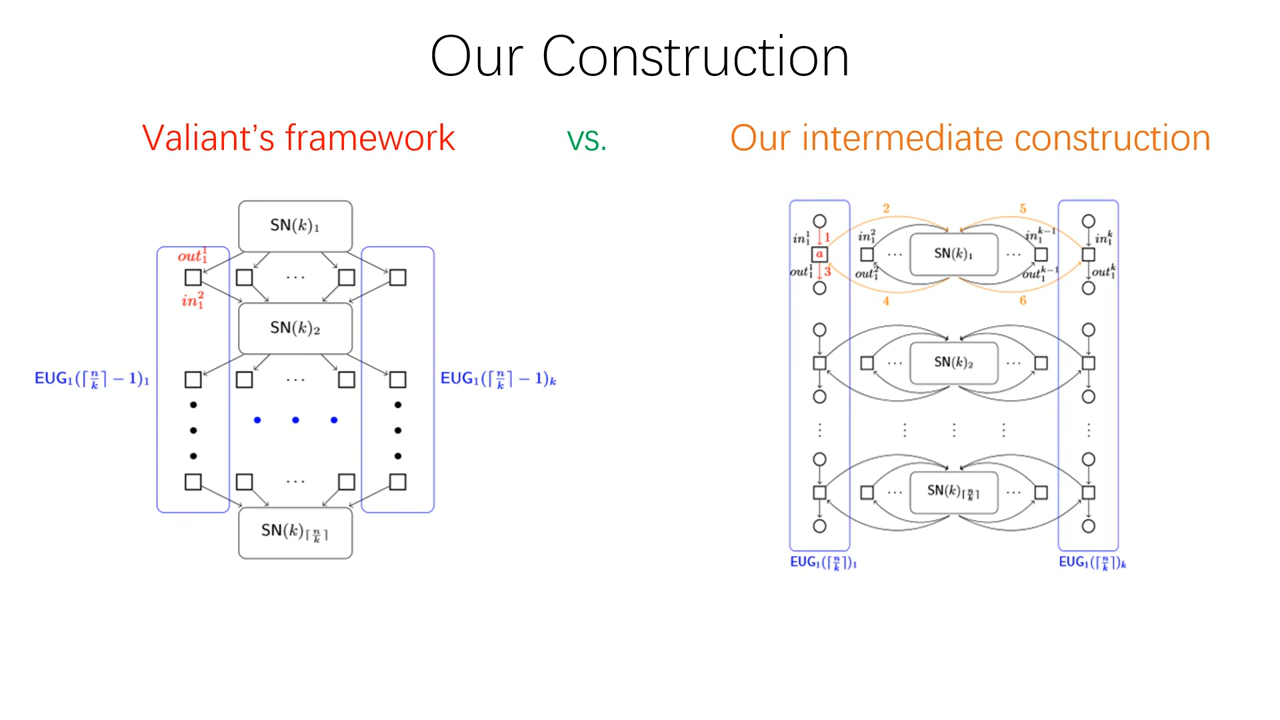 Our Construction
Valiant's framework vs. Our intermediate construction
SN(k)₁
out₁¹
⋯
in₁²
SN(k)₂
EUG₁(⌈n/k⌉ − 1)₁
EUG₁(⌈n/k⌉ − 1)ₖ
⋯
⋯
SN(k)⌈n/k⌉
2 5
in₁¹ 1 in₁² in₁ᵏ⁻¹ in₁ᵏ
a ⋯ SN(k)₁ ⋯
out₁¹ 3 out₁² out₁ᵏ⁻¹ out₁ᵏ
4 6
⋯ SN(k)₂ ⋯
⋮ ⋮ ⋮ ⋮ ⋮
⋯ SN(k)⌈n/k⌉ ⋯
EUG₁(⌈n/k⌉)₁ EUG₁(⌈n/k⌉)ₖ